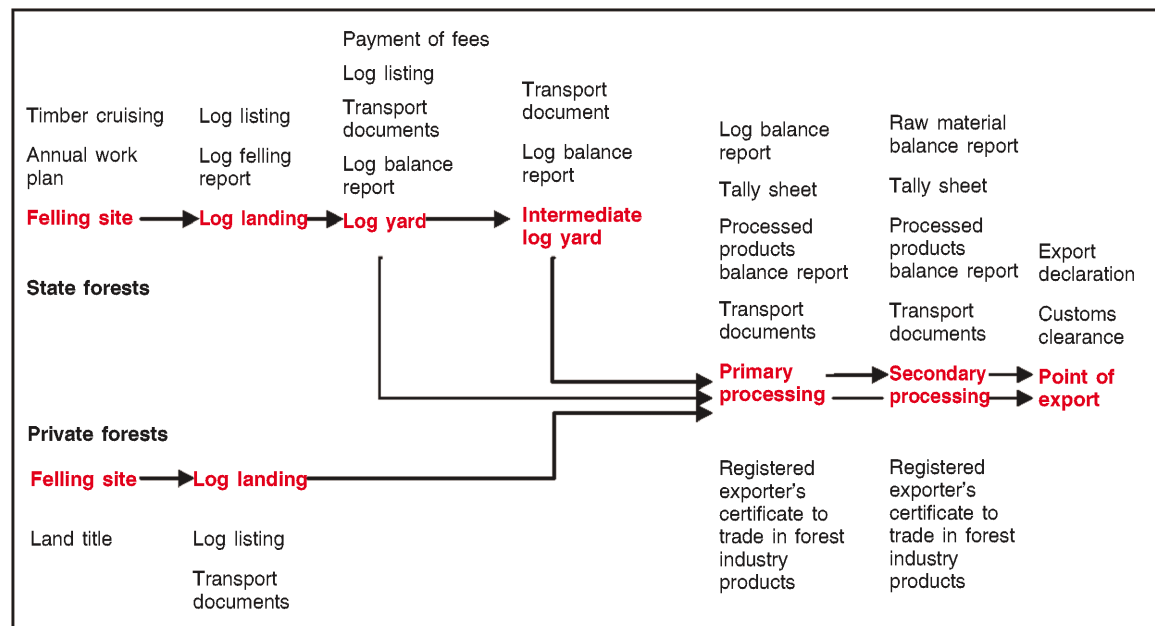 Timber cruising
Annual work
plan
Felling site
Log listing
Log felling
report
Log landing
Payment of fees
Log listing
Transport
documents
Log balance
report
Log yard
Transport
document
Log balance
report
Intermediate
log yard
State forests
Log balance
report
Tally sheet
Processed
products
balance report
Transport
documents
Primary
processing
Registered
exporter's
certificate to
trade in forest
industry
products
Raw material
balance report
Tally sheet
Processed
products
balance report
Transport
documents
Secondary
processing
Registered
exporter's
certificate to
trade in forest
industry
products
Export
declaration
Customs
clearance
Point of
export
Private forests
Felling site
Land title
Log landing
Log listing
Transport
documents